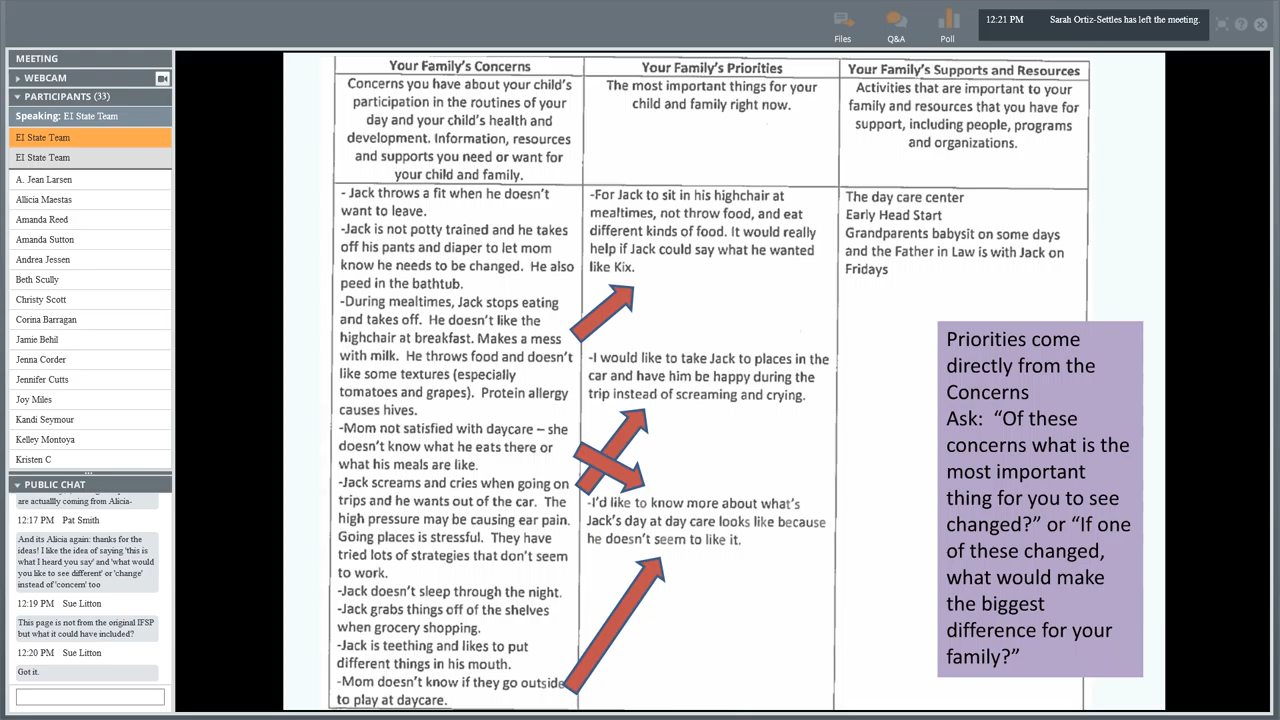 12:21 PM Sarah Ortiz-Settles has left the meeting.
Files Q&A Poll
MEETING
WEBCAM
PARTICIPANTS (33)
Speaking: EI State Team
EI State Team
EI State Team
A. Jean Larsen
Allicia Maestas
Amanda Reed
Amanda Sutton
Andrea Jessen
Beth Scully
Christy Scott
Corina Barragan
Jamie Behil
Jenna Corder
Jennifer Cutts
Joy Miles
Kandi Seymour
Kelley Montoya
Kristen C
PUBLIC CHAT
are actuallly coming from Alicia-
12:17 PM Pat Smith
And its Alicia again: thanks for the
ideas! I like the idea of saying 'this is
what I heard you say' and 'what would
you like to see different' or 'change'
instead of 'concern' too
12:19 PM Sue Litton
This page is not from the original IFSP
but what it could have included?
12:20 PM Sue Litton
Got it.
Your Family's Concerns
Concerns you have about your child's
participation in the routines of your
day and your child's health and
development. Information, resources
and supports you need or want for
your child and family.
- Jack throws a fit when he doesn't
want to leave.
-Jack is not potty trained and he takes
off his pants and diaper to let mom
know he needs to be changed. He also
peed in the bathtub.
-During mealtimes, Jack stops eating
and takes off. He doesn't like the
highchair at breakfast. Makes a mess
with milk. He throws food and doesn't
like some textures (especially
tomatoes and grapes). Protein allergy
causes hives.
-Mom not satisfied with daycare – she
doesn't know what he eats there or
what his meals are like.
-Jack screams and cries when going on
trips and he wants out of the car. The
high pressure may be causing ear pain.
Going places is stressful. They have
tried lots of strategies that don't seem
to work.
-Jack doesn't sleep through the night.
-Jack grabs things off of the shelves
when grocery shopping.
-Jack is teething and likes to put
different things in his mouth.
-Mom doesn't know if they go outside
to play at daycare.
Your Family's Priorities
The most important things for your
child and family right now.
-For Jack to sit in his highchair at
mealtimes, not throw food, and eat
different kinds of food. It would really
help if Jack could say what he wanted
like Kix.
-I would like to take Jack to places in the
car and have him be happy during the
trip instead of screaming and crying.
-I'd like to know more about what's
Jack's day at day care looks like because
he doesn't seem to like it.
Your Family's Supports and Resources
Activities that are important to your
family and resources that you have for
support, including people, programs
and organizations.
The day care center
Early Head Start
Grandparents babysit on some days
and the Father in Law is with Jack on
Fridays
Priorities come
directly from the
Concerns
Ask: “Of these
concerns what is the
most important
thing for you to see
changed?” or “If one
of these changed,
what would make
the biggest
difference for your
family?”